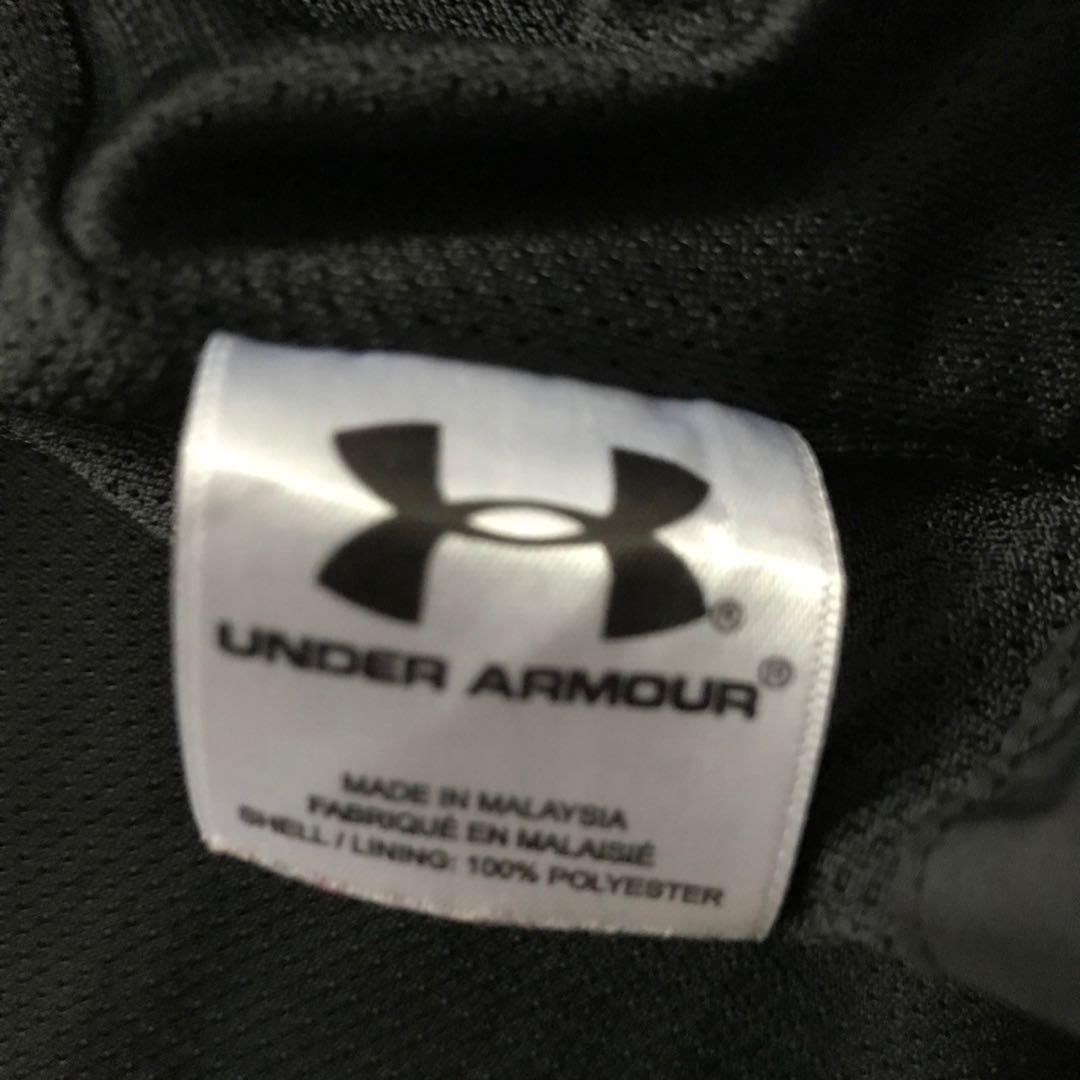 ®
UNDER ARMOUR®
MADE IN MALAYSIA
FABRIQUÉ EN MALAISIÉ
SHELL / LINING: 100% POLYESTER